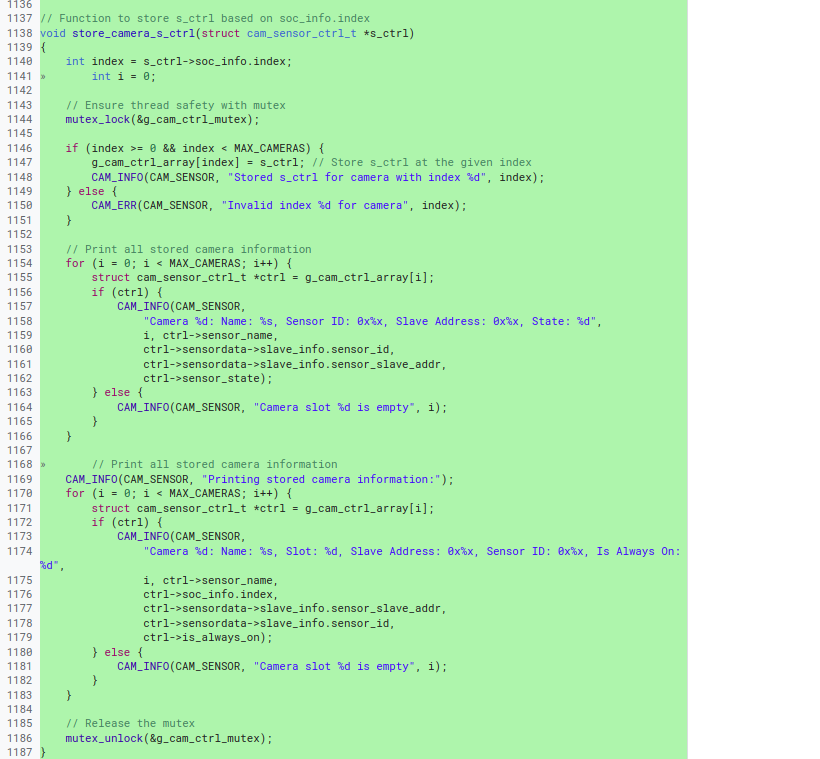 1136
1137 // Function to store s_ctrl based on soc_info.index
1138 void store_camera_s_ctrl(struct cam_sensor_ctrl_t *s_ctrl)
1139 {
1140     int index = s_ctrl->soc_info.index;
1141 »       int i = 0;
1142
1143     // Ensure thread safety with mutex
1144     mutex_lock(&g_cam_ctrl_mutex);
1145
1146     if (index >= 0 && index < MAX_CAMERAS) {
1147         g_cam_ctrl_array[index] = s_ctrl; // Store s_ctrl at the given index
1148         CAM_INFO(CAM_SENSOR, "Stored s_ctrl for camera with index %d", index);
1149     } else {
1150         CAM_ERR(CAM_SENSOR, "Invalid index %d for camera", index);
1151     }
1152
1153     // Print all stored camera information
1154     for (i = 0; i < MAX_CAMERAS; i++) {
1155         struct cam_sensor_ctrl_t *ctrl = g_cam_ctrl_array[i];
1156         if (ctrl) {
1157             CAM_INFO(CAM_SENSOR,
1158                 "Camera %d: Name: %s, Sensor ID: 0x%x, Slave Address: 0x%x, State: %d",
1159                 i, ctrl->sensor_name,
1160                 ctrl->sensordata->slave_info.sensor_id,
1161                 ctrl->sensordata->slave_info.sensor_slave_addr,
1162                 ctrl->sensor_state);
1163         } else {
1164             CAM_INFO(CAM_SENSOR, "Camera slot %d is empty", i);
1165         }
1166     }
1167
1168 »       // Print all stored camera information
1169     CAM_INFO(CAM_SENSOR, "Printing stored camera information:");
1170     for (i = 0; i < MAX_CAMERAS; i++) {
1171         struct cam_sensor_ctrl_t *ctrl = g_cam_ctrl_array[i];
1172         if (ctrl) {
1173             CAM_INFO(CAM_SENSOR,
1174                 "Camera %d: Name: %s, Slot: %d, Slave Address: 0x%x, Sensor ID: 0x%x, Is Always On:
%d",
1175                 i, ctrl->sensor_name,
1176                 ctrl->soc_info.index,
1177                 ctrl->sensordata->slave_info.sensor_slave_addr,
1178                 ctrl->sensordata->slave_info.sensor_id,
1179                 ctrl->is_always_on);
1180         } else {
1181             CAM_INFO(CAM_SENSOR, "Camera slot %d is empty", i);
1182         }
1183     }
1184
1185     // Release the mutex
1186     mutex_unlock(&g_cam_ctrl_mutex);
1187 }